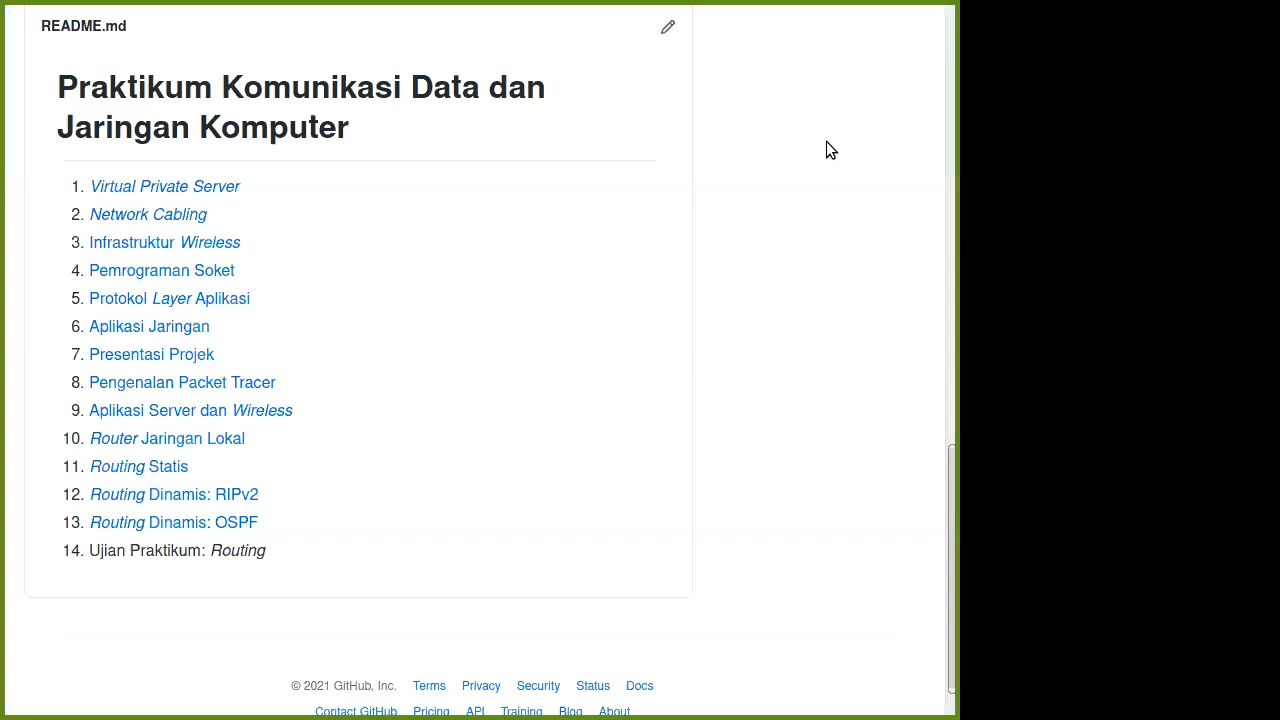 README.md
Praktikum Komunikasi Data dan
Jaringan Komputer
1. Virtual Private Server
2. Network Cabling
3. Infrastruktur Wireless
4. Pemrograman Soket
5. Protokol Layer Aplikasi
6. Aplikasi Jaringan
7. Presentasi Projek
8. Pengenalan Packet Tracer
9. Aplikasi Server dan Wireless
10. Router Jaringan Lokal
11. Routing Statis
12. Routing Dinamis: RIPv2
13. Routing Dinamis: OSPF
14. Ujian Praktikum: Routing
© 2021 GitHub, Inc. Terms Privacy Security Status Docs
Contact GitHub Pricing API Training Blog About